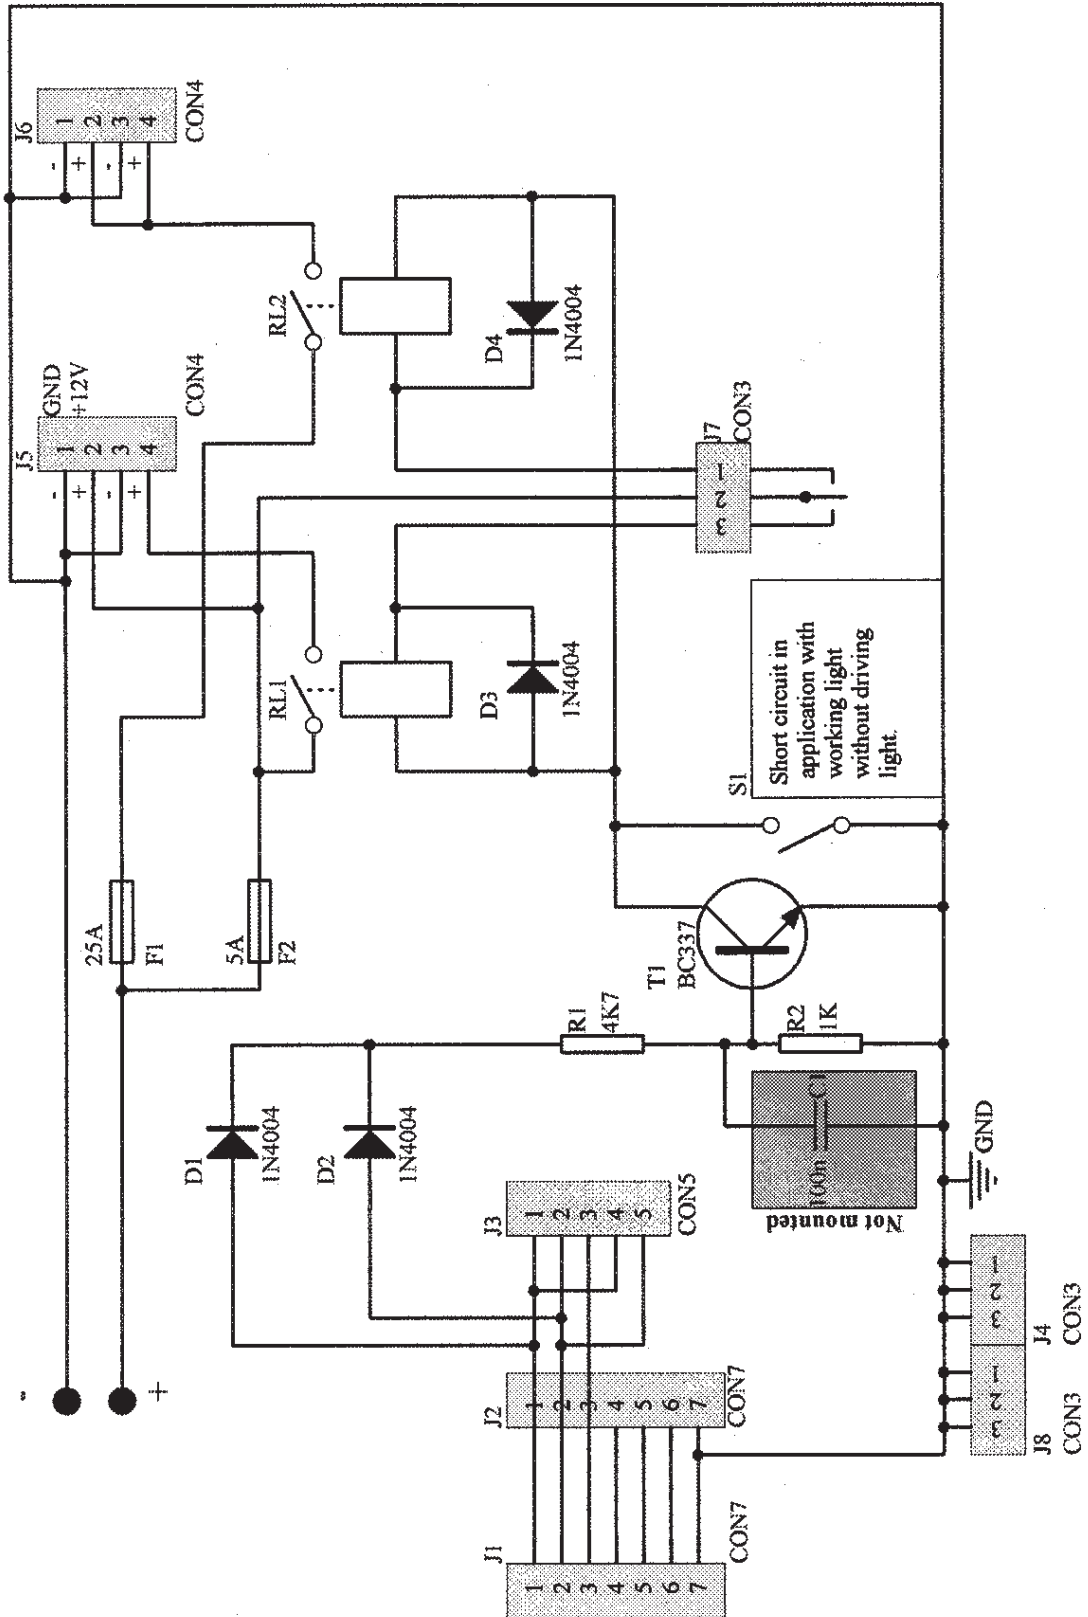 J6
1
2
3
4
-
+
-
+
CON4
J5
GND
+12V
1
2
3
4
-
+
-
+
CON4
RL2
D4
1N4004
J7
CON3
1
2
3
RL1
D3
1N4004
S1
Short circuit in
application with
working light
without driving
light.
25A
F1
5A
F2
T1
BC337
R1
4K7
R2
1K
C1
100n
Not mounted
GND
D1
1N4004
D2
1N4004
J3
1
2
3
4
5
CON5
-
+
J2
1
2
3
4
5
6
7
CON7
J1
1
2
3
4
5
6
7
CON7
J4
1
2
3
CON3
J8
1
2
3
CON3